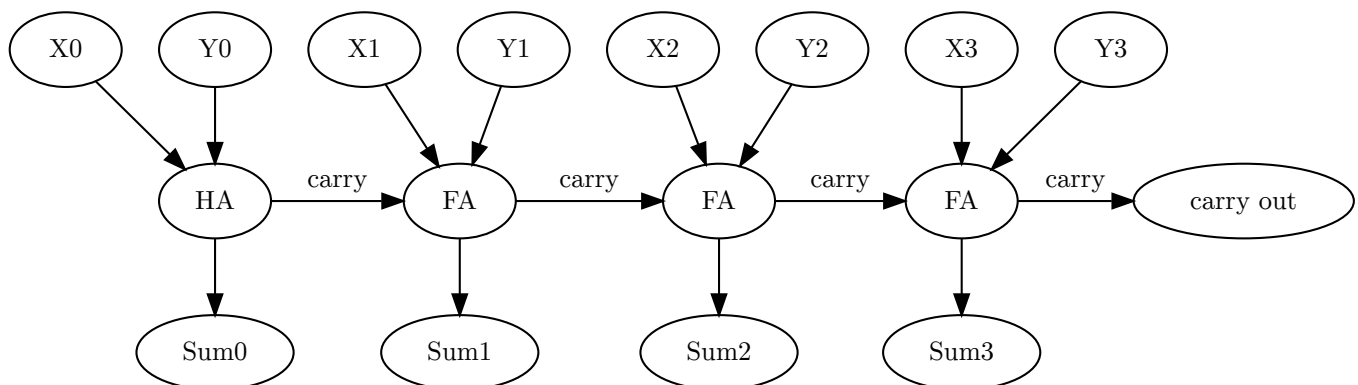 X0 Y0 X1 Y1 X2 Y2 X3 Y3
HA carry FA carry FA carry FA carry carry out
Sum0 Sum1 Sum2 Sum3